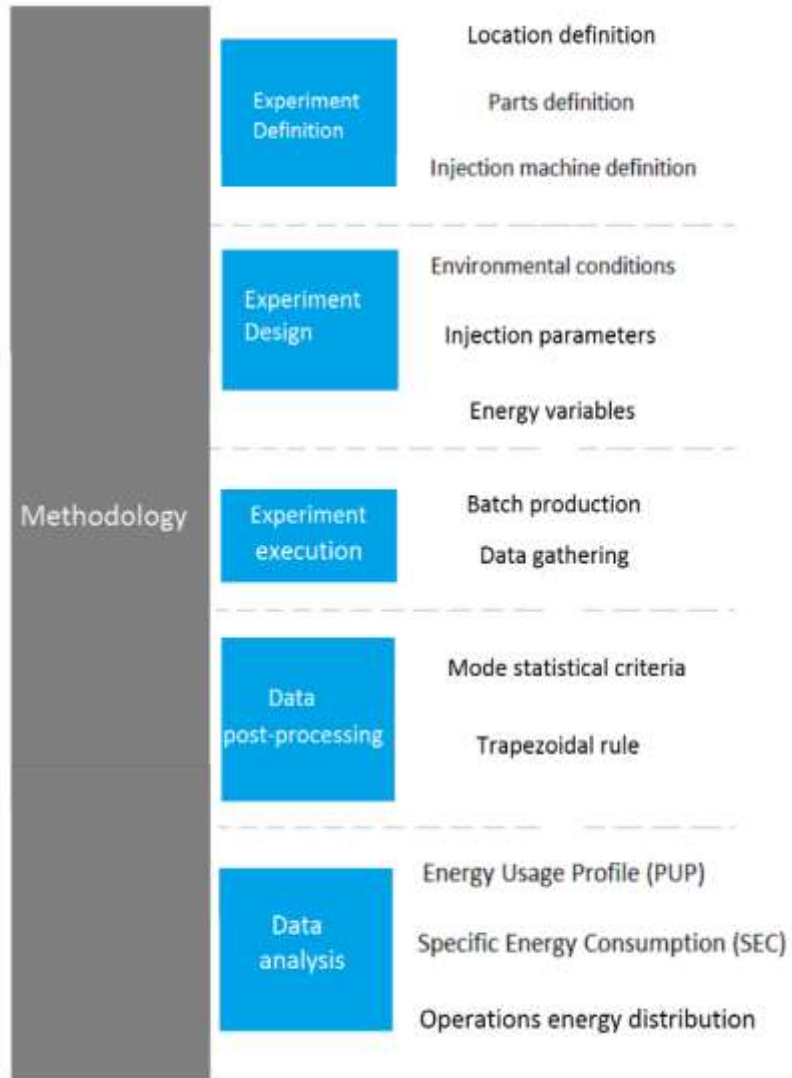 Methodology
Experiment
Definition
Location definition
Parts definition
Injection machine definition
Experiment
Design
Environmental conditions
Injection parameters
Energy variables
Experiment
execution
Batch production
Data gathering
Data
post-processing
Mode statistical criteria
Trapezoidal rule
Data
analysis
Energy Usage Profile (PUP)
Specific Energy Consumption (SEC)
Operations energy distribution